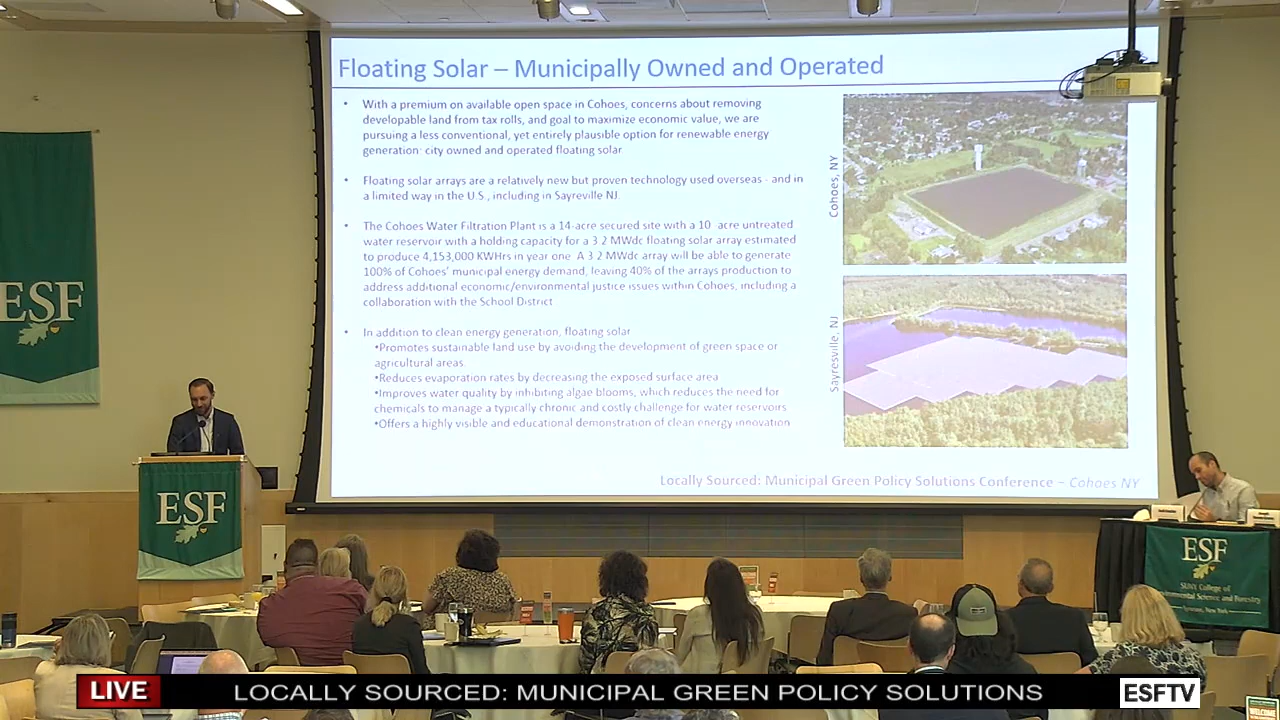 Floating Solar – Municipally Owned and Operated
• With a premium on available open space in Cohoes, concerns about removing
developable land from tax rolls, and goal to maximize economic value, we are
pursuing a less conventional, yet entirely plausible option for renewable energy
generation: city owned and operated floating solar
• Floating solar arrays are a relatively new but proven technology used overseas - and in
a limited way in the U.S., including in Sayreville NJ.
• The Cohoes Water Filtration Plant is a 14-acre secured site with a 10 acre untreated
water reservoir with a holding capacity for a 3.2 MWdc floating solar array estimated
to produce 4,153,000 KWHrs in year one. A 3.2 MWdc array will be able to generate
100% of Cohoes' municipal energy demand, leaving 40% of the arrays production to
address additional economic/environmental justice issues within Cohoes, including a
collaboration with the School District
• In addition to clean energy generation, floating solar
•Promotes sustainable land use by avoiding the development of green space or
agricultural areas.
•Reduces evaporation rates by decreasing the exposed surface area
•Improves water quality by inhibiting algae blooms, which reduces the need for
chemicals to manage a typically chronic and costly challenge for water reservoirs
•Offers a highly visible and educational demonstration of clean energy innovation
Cohoes, NY
Sayresville, NJ
Locally Sourced: Municipal Green Policy Solutions Conference – Cohoes NY
ESF
ESF
ESF
SUNY College of
Environmental Science and Forestry
Syracuse, New York
LIVE
LOCALLY SOURCED: MUNICIPAL GREEN POLICY SOLUTIONS
ESFTV